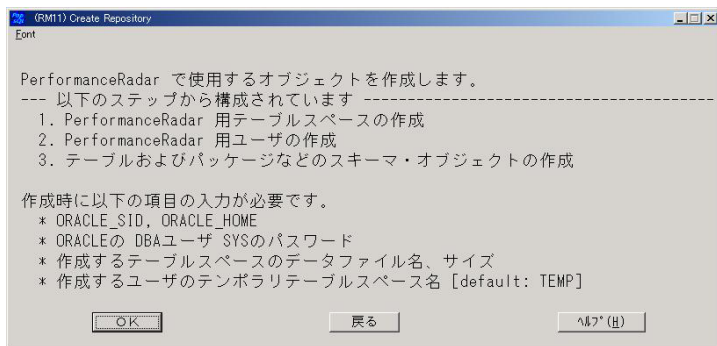 (RM11) Create Repository
Font
PerformanceRadar で使用するオブジェクトを作成します。
--- 以下のステップから構成されています ----------------------------------------
1. PerformanceRadar 用テーブルスペースの作成
2. PerformanceRadar 用ユーザの作成
3. テーブルおよびパッケージなどのスキーマ・オブジェクトの作成
作成時に以下の項目の入力が必要です。
* ORACLE_SID, ORACLE_HOME
* ORACLEの DBAユーザ SYSのパスワード
* 作成するテーブルスペースのデータファイル名、サイズ
* 作成するユーザのテンポラリテーブルスペース名 [default: TEMP]
ＯＫ 戻る ﾍﾙﾌﾟ(H)